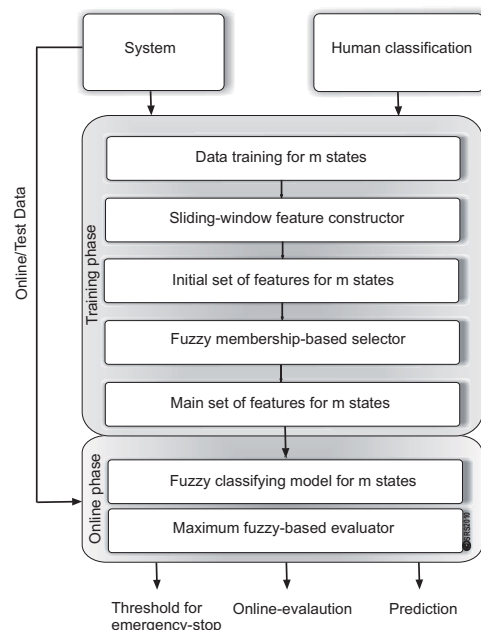 System
Human classification
Online/Test Data
Training phase
Data training for m states
Sliding-window feature constructor
Initial set of features for m states
Fuzzy membership-based selector
Main set of features for m states
Online phase
Fuzzy classifying model for m states
Maximum fuzzy-based evaluator
©SRS2010
Threshold for
emergency-stop
Online-evalaution
Prediction